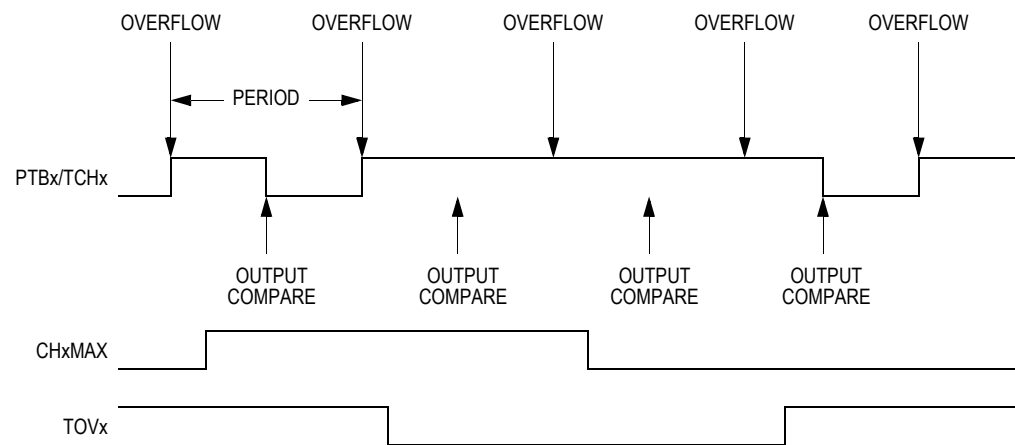 OVERFLOW OVERFLOW OVERFLOW OVERFLOW OVERFLOW
PERIOD
PTBx/TCHx
OUTPUT COMPARE
OUTPUT COMPARE
OUTPUT COMPARE
OUTPUT COMPARE
CHxMAX
TOVx